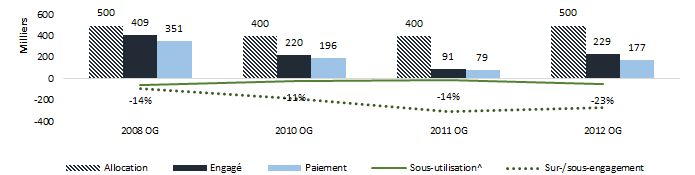 Milliers
600
400
200
0
-200
-400
500
409
351
400
220
196
400
91
79
500
229
177
-14%
-11%
-14%
-23%
2008 OG
2010 OG
2011 OG
2012 OG
Allocation
Engagé
Paiement
Sous-utilisation^
Sur-/sous-engagement